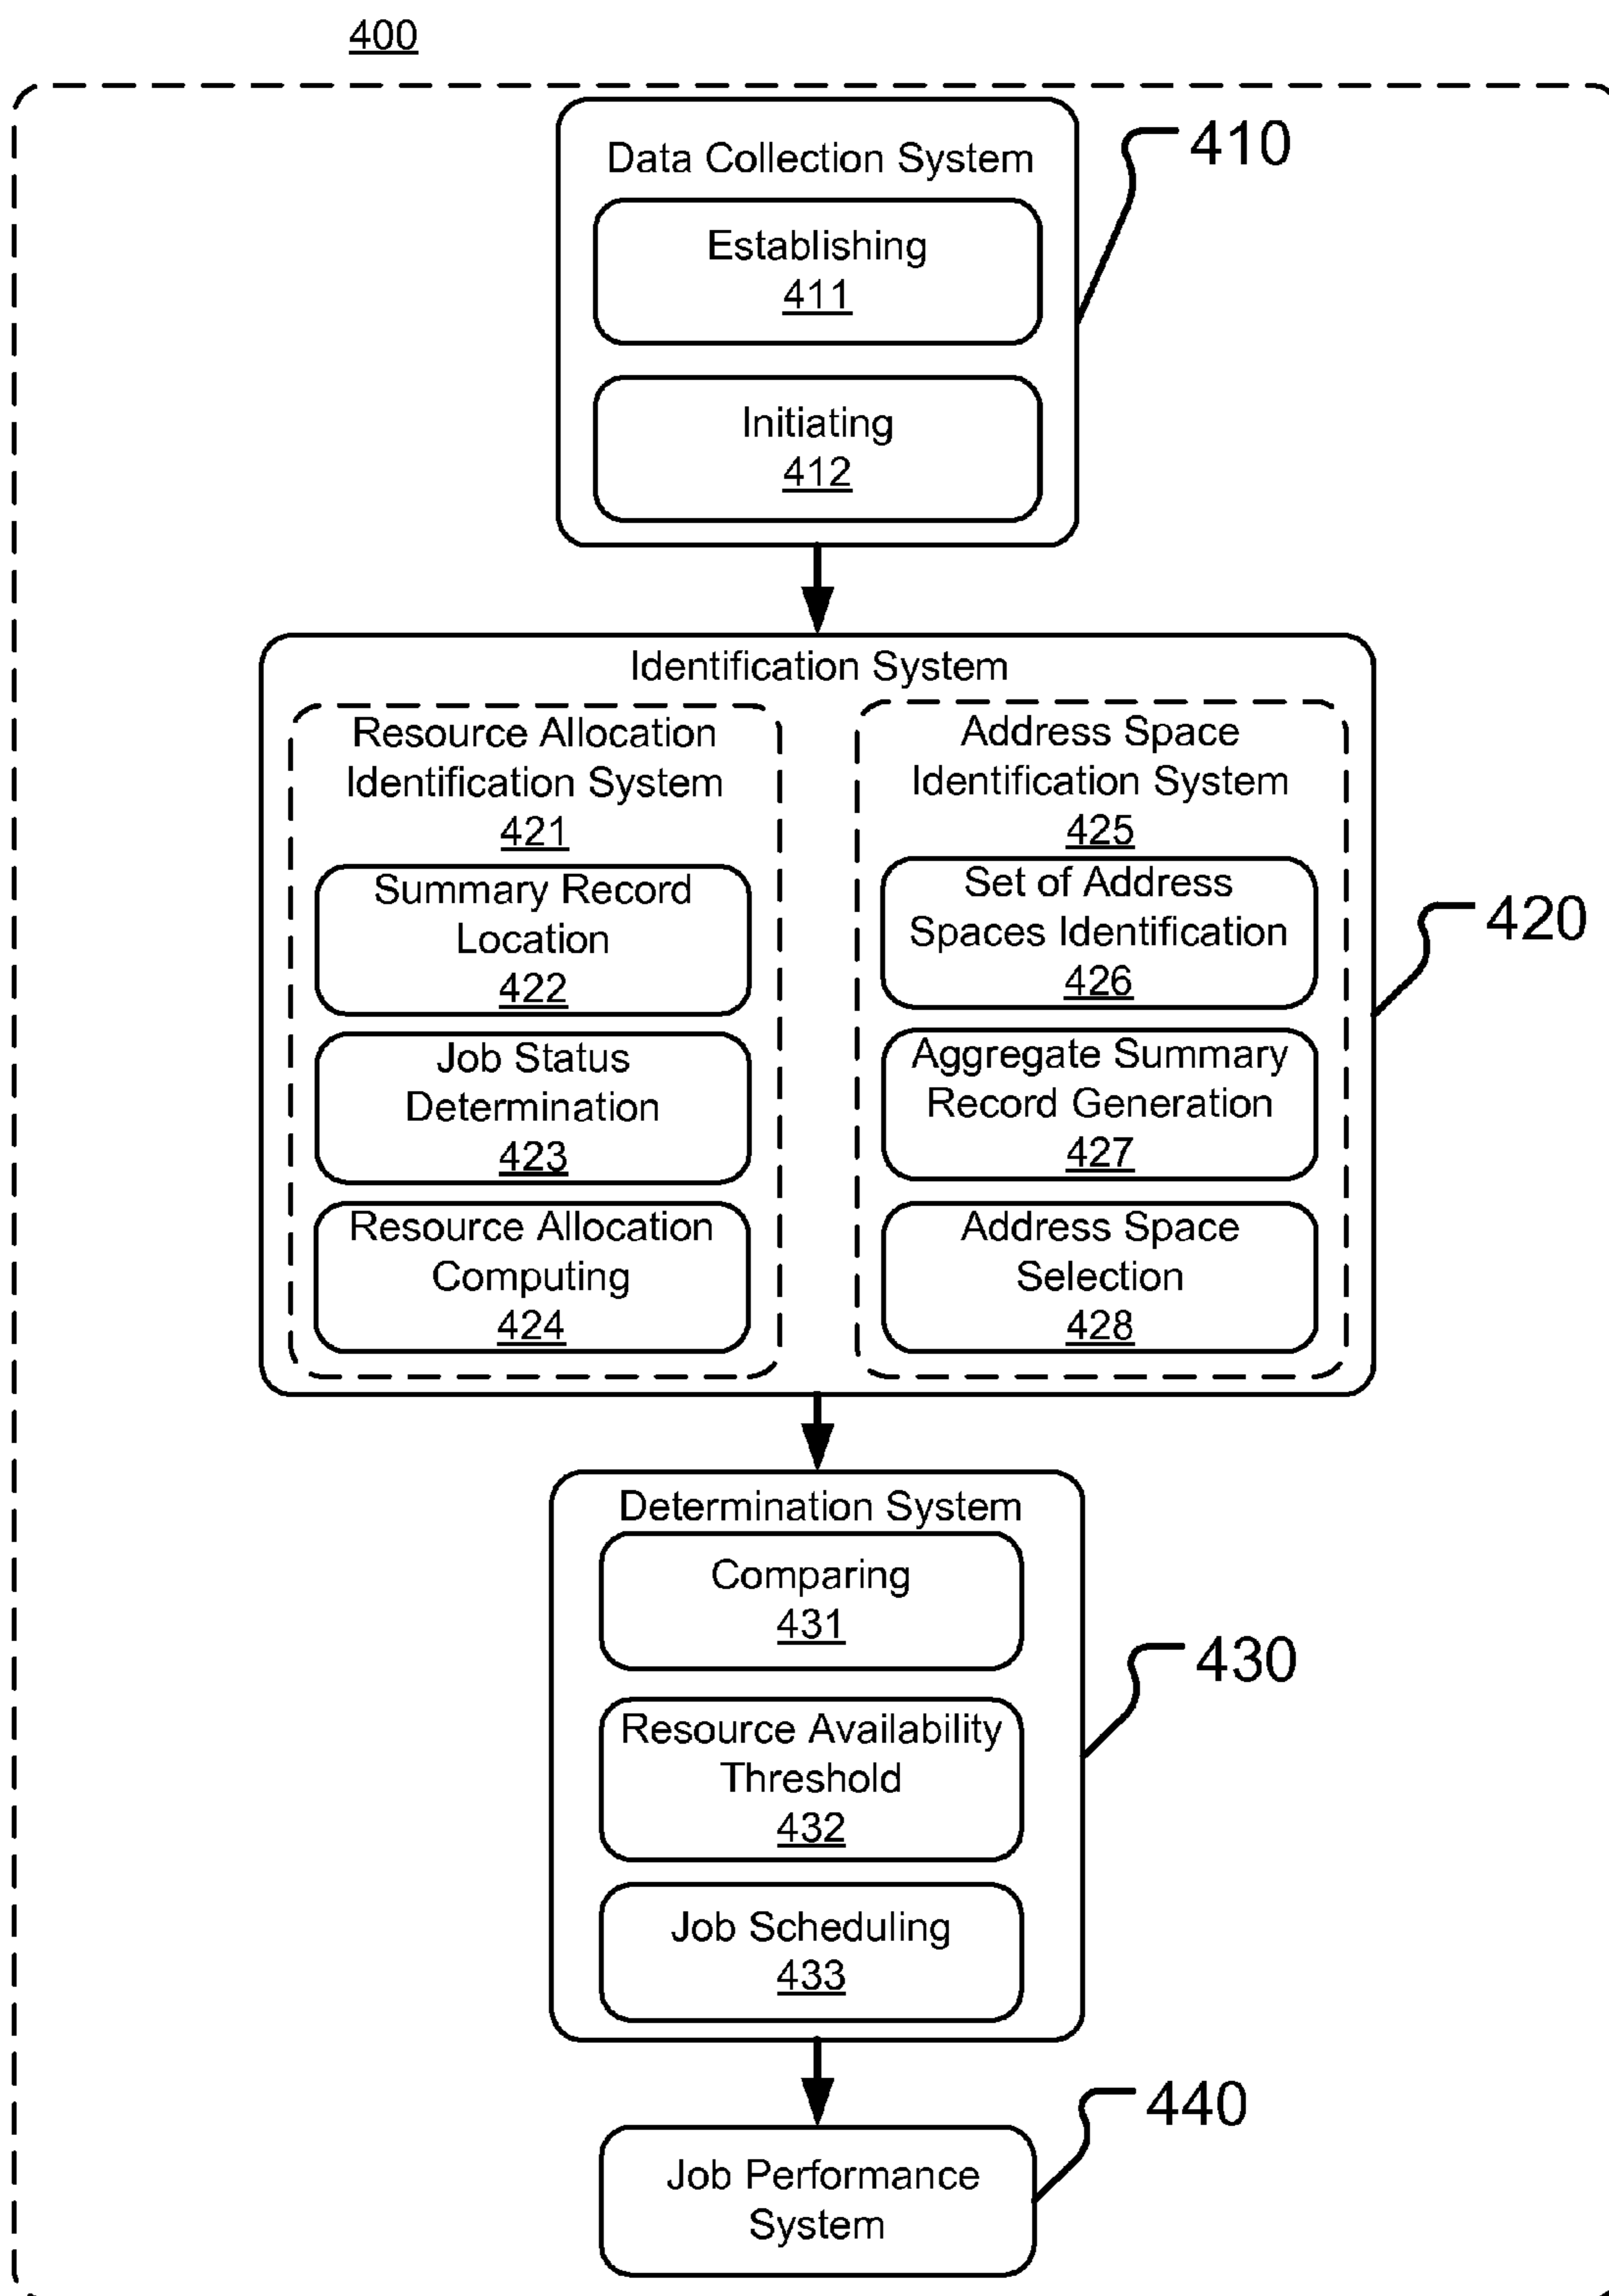 400
Data Collection System
410
Establishing
411
Initiating
412
Identification System
Resource Allocation
Identification System
421
Summary Record
Location
422
Job Status
Determination
423
Resource Allocation
Computing
424
Address Space
Identification System
425
Set of Address
Spaces Identification
426
Aggregate Summary
Record Generation
427
Address Space
Selection
428
420
Determination System
Comparing
431
430
Resource Availability
Threshold
432
Job Scheduling
433
440
Job Performance
System